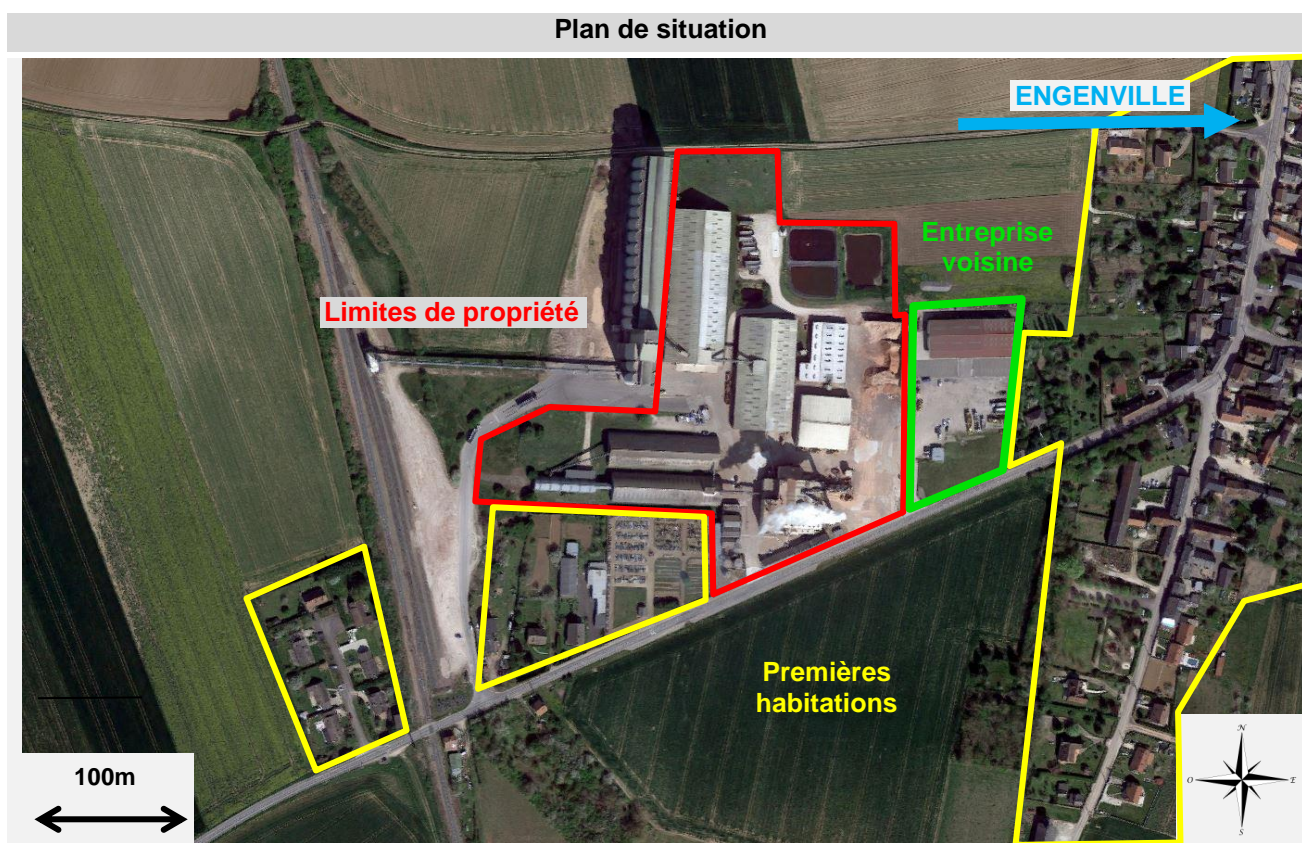 Plan de situation
ENGENVILLE
Entreprise
voisine
Limites de propriété
Premières
habitations
100m
N
O
E
S